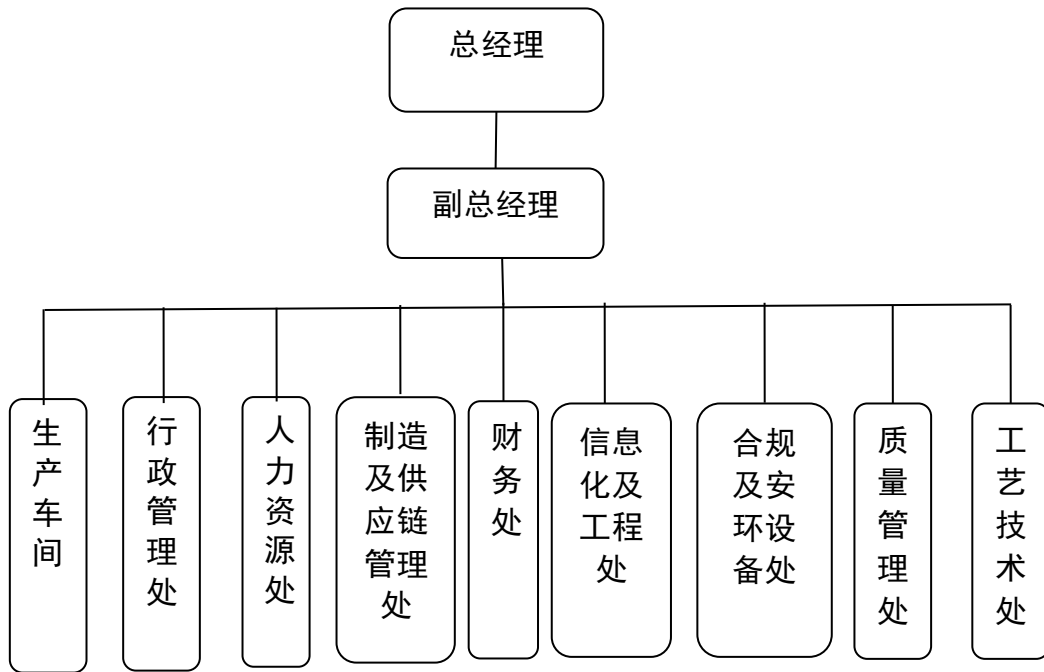 总经理
副总经理
生产车间
行政管理处
人力资源处
制造
及供
应链
管理
处
财务处
信息
化及
工程
处
合规
及安
环设
备处
质量管理处
工艺技术处